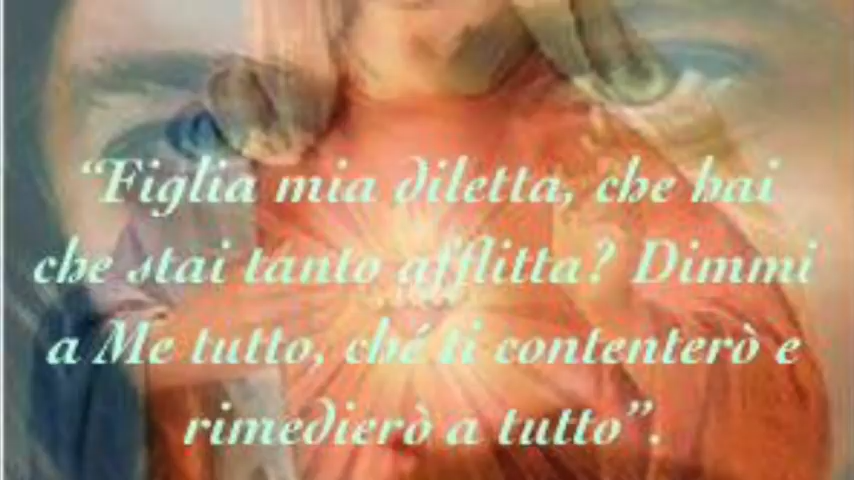 “Figlia mia diletta, che hai
che stai tanto afflitta? Dimmi
a Me tutto, ché ti contenterò e
rimedierò a tutto”.